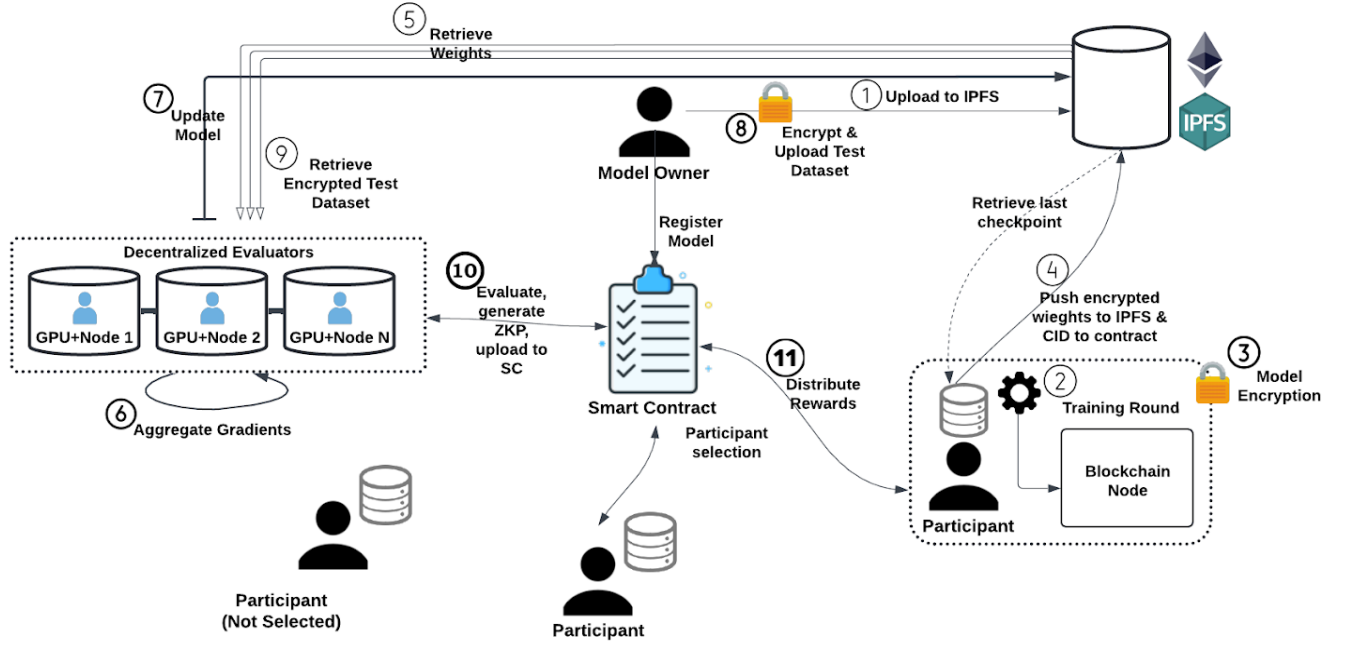 5
Retrieve
Weights
7
Update
Model
1 Upload to IPFS
8
Encrypt &
Upload Test
Dataset
IPFS
9
Retrieve
Encrypted Test
Dataset
Model Owner
Register
Model
Retrieve last
checkpoint
Decentralized Evaluators
GPU+Node 1
GPU+Node 2
GPU+Node N
10
Evaluate,
generate
ZKP,
upload to
SC
4
Push encrypted
wieghts to IPFS &
CID to contract
6
Aggregate Gradients
Smart Contract
11
Distribute
Rewards
Participant
selection
3
Model
Encryption
2
Training Round
Blockchain
Node
Participant
Participant
(Not Selected)
Participant